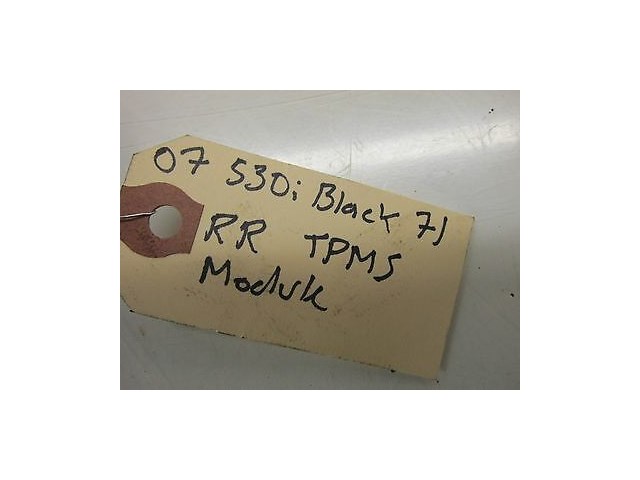 07 530i Black 71
RR TPMS
Module